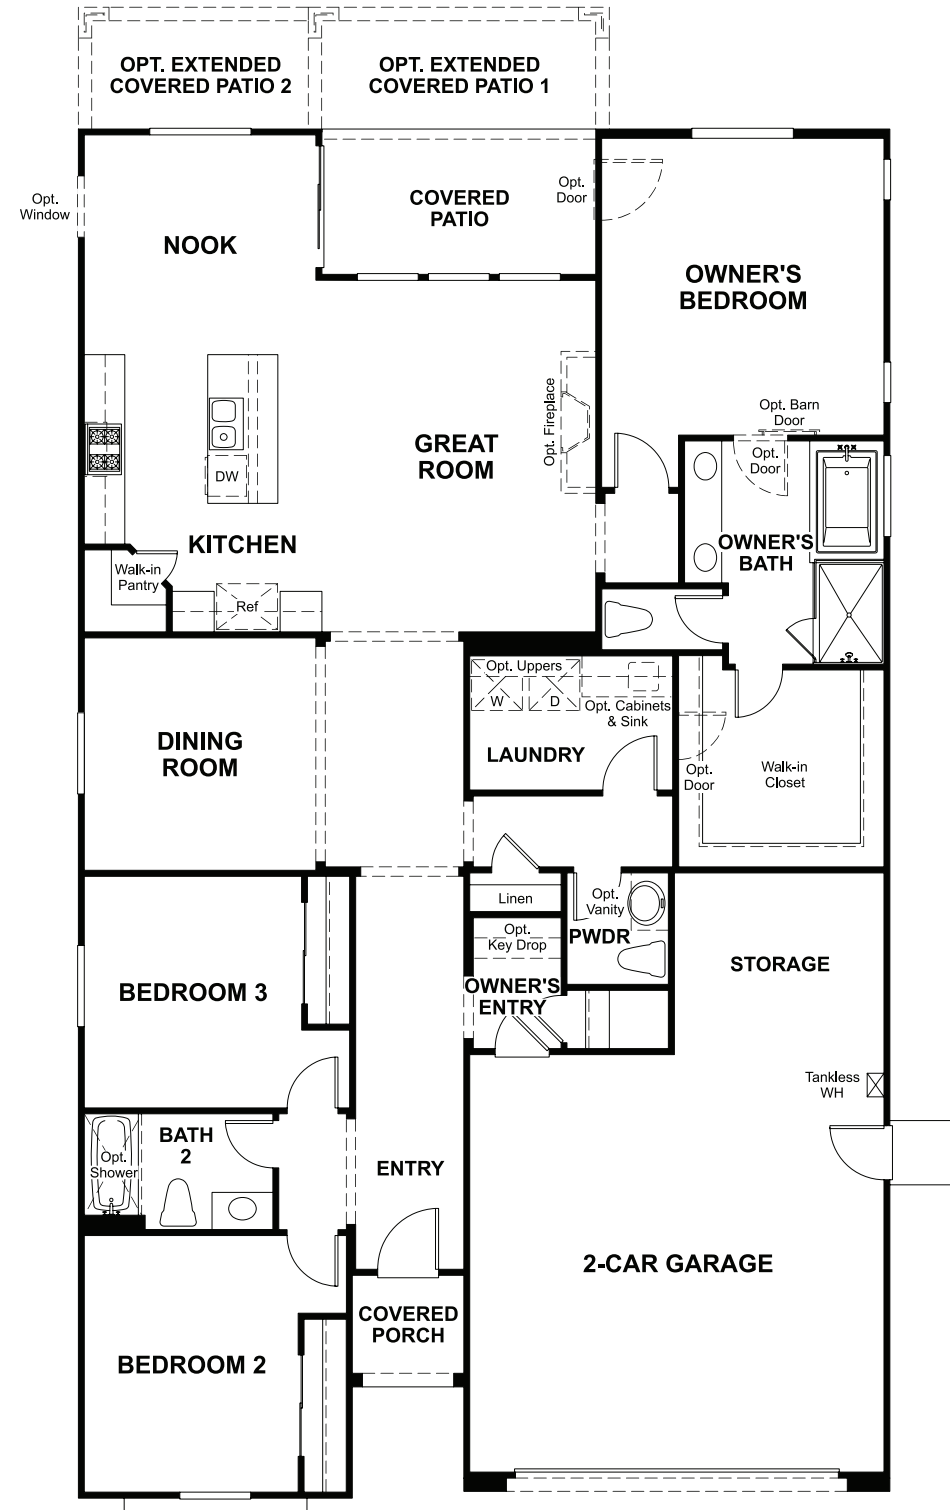 OPT. EXTENDED
COVERED PATIO 2
OPT. EXTENDED
COVERED PATIO 1
Opt.
Window
NOOK
COVERED
PATIO
Opt.
Door
OWNER'S
BEDROOM
Opt. Fireplace
GREAT
ROOM
Opt. Barn
Door
Opt.
Door
DW
KITCHEN
OWNER'S
BATH
Walk-in
Pantry
Ref
DINING
ROOM
Opt. Uppers
W
D
Opt. Cabinets
& Sink
LAUNDRY
Opt.
Door
Walk-in
Closet
Linen
Opt.
Vanity
PWDR
Opt.
Key Drop
OWNER'S
ENTRY
STORAGE
BEDROOM 3
Tankless
WH
BATH
2
Opt.
Shower
ENTRY
2-CAR GARAGE
COVERED
PORCH
BEDROOM 2